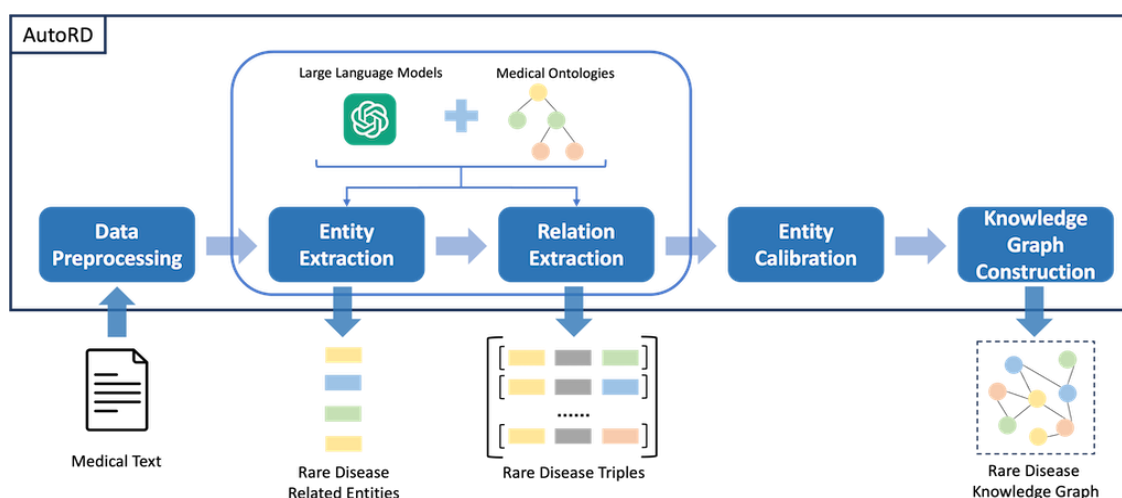 AutoRD
Large Language Models
Medical Ontologies
Data
Preprocessing
Entity
Extraction
Relation
Extraction
Entity
Calibration
Knowledge
Graph
Construction
......
Medical Text
Rare Disease
Related Entities
Rare Disease Triples
Rare Disease
Knowledge Graph